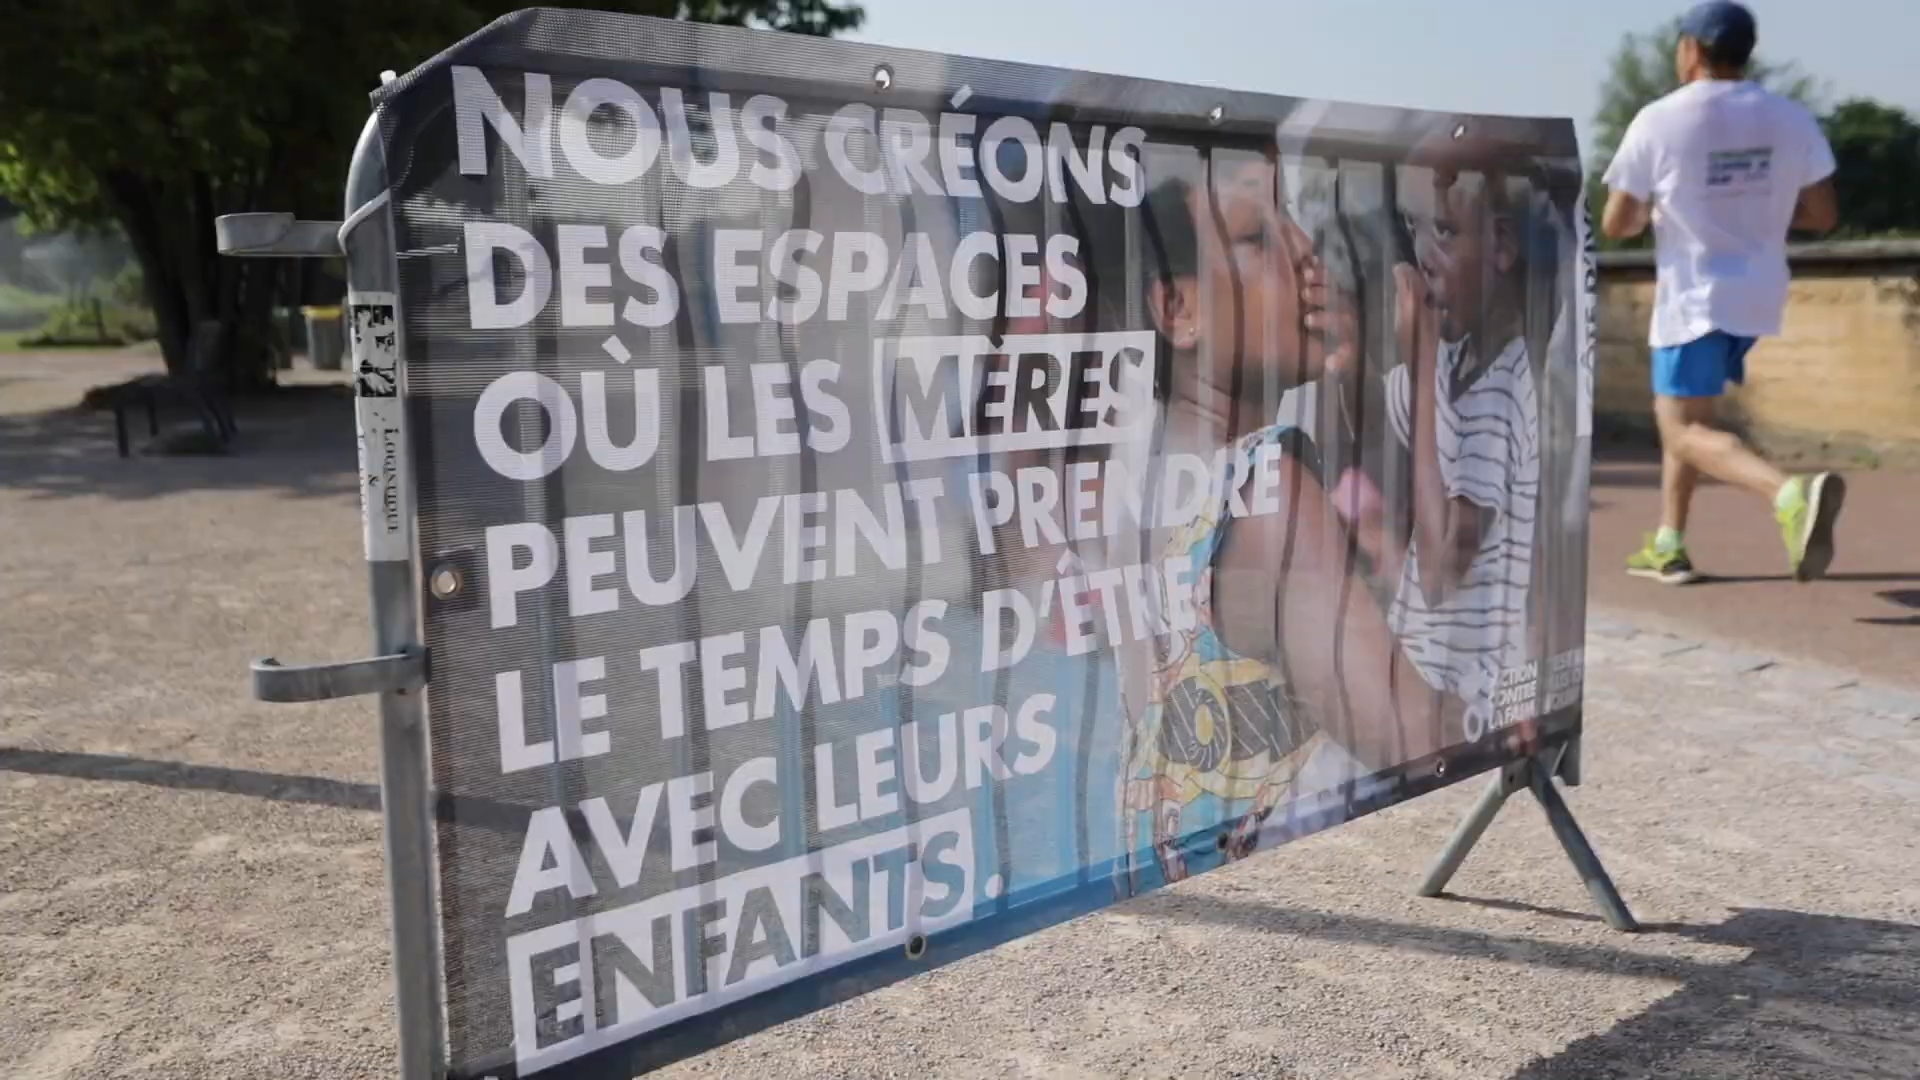 NOUS CRÉONS
DES ESPACES
OÙ LES MÈRES
PEUVENT PRENDRE
LE TEMPS D'ÊTRE
AVEC LEURS
ENFANTS.
ACTION
CONTRE
LA FAIM
LOGISTIQUE
&